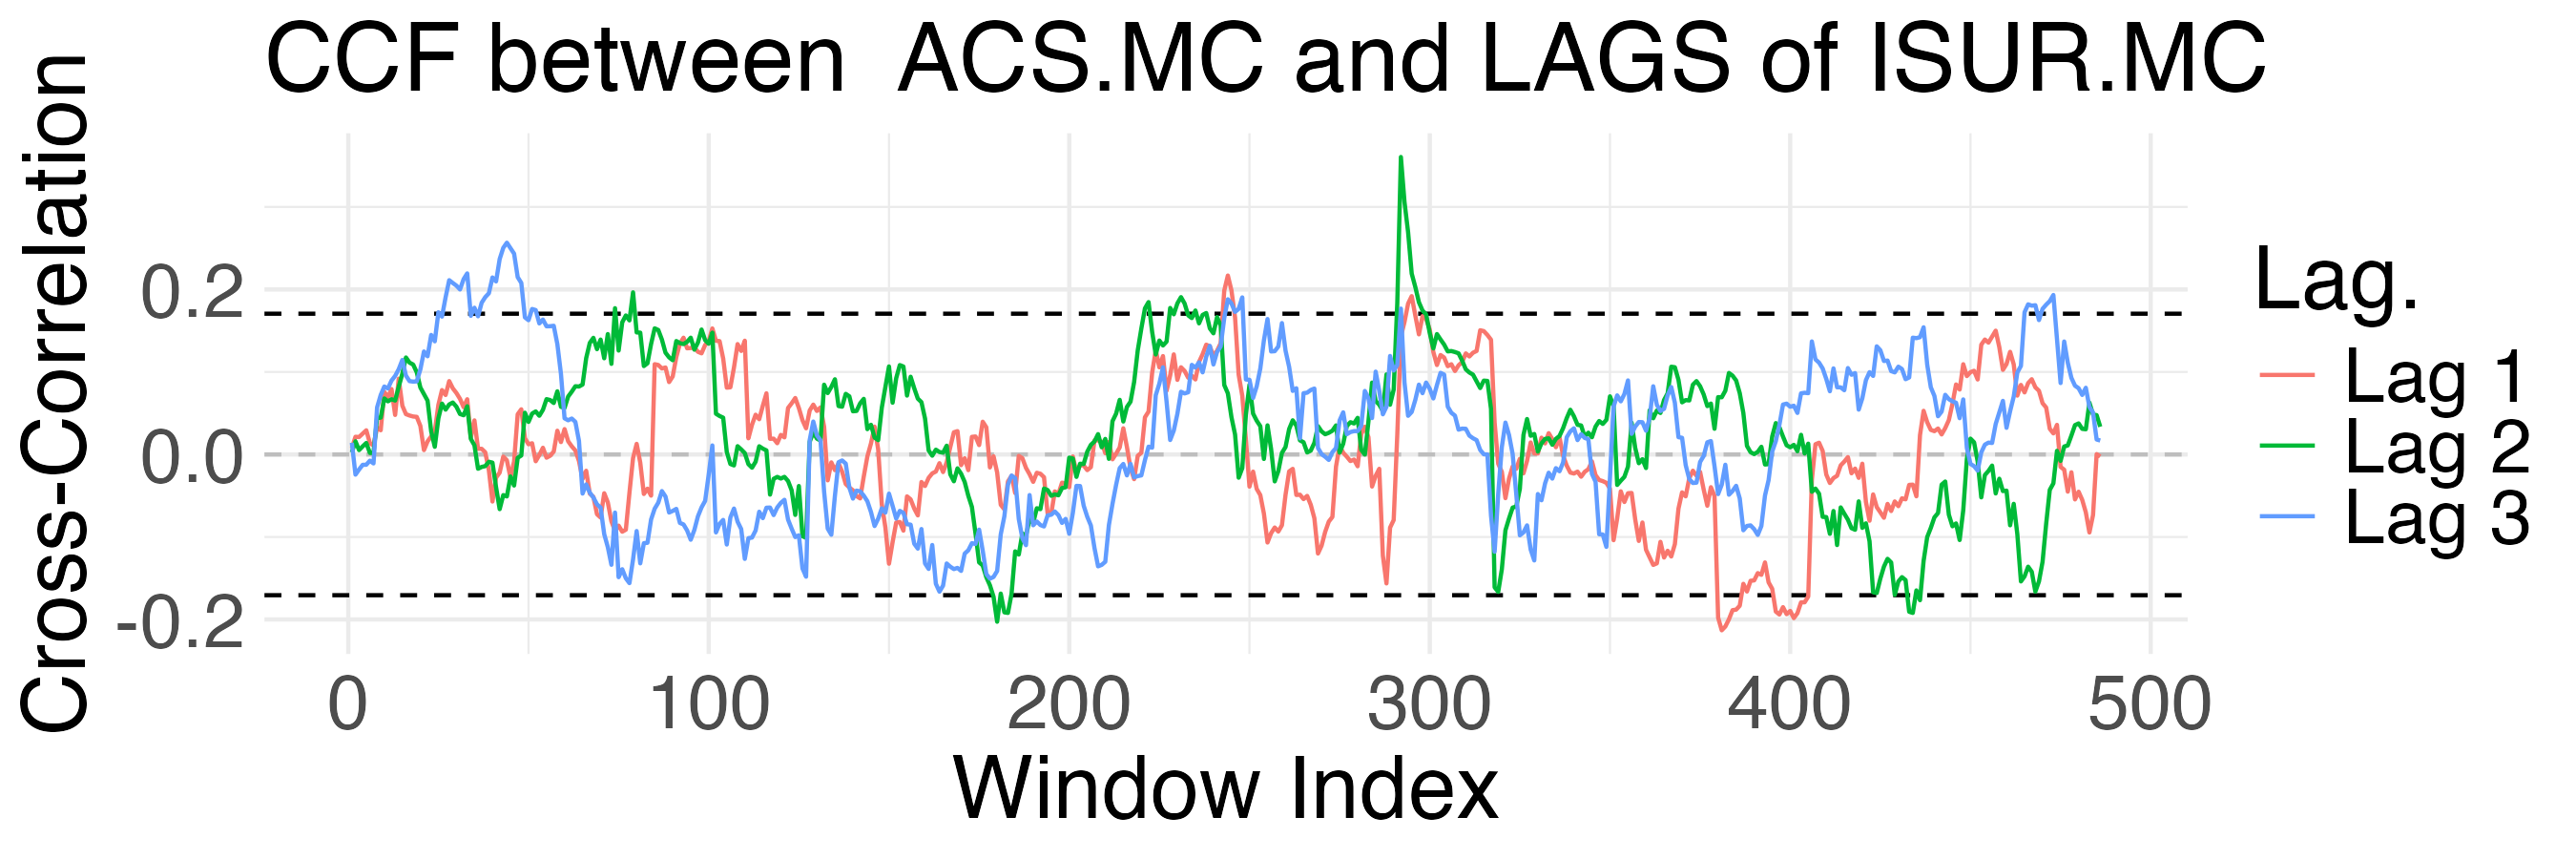 CCF between  ACS.MC and LAGS of ISUR.MC
Cross-Correlation
0.2
0.0
-0.2
0 100 200 300 400 500
Window Index
Lag.
Lag 1
Lag 2
Lag 3